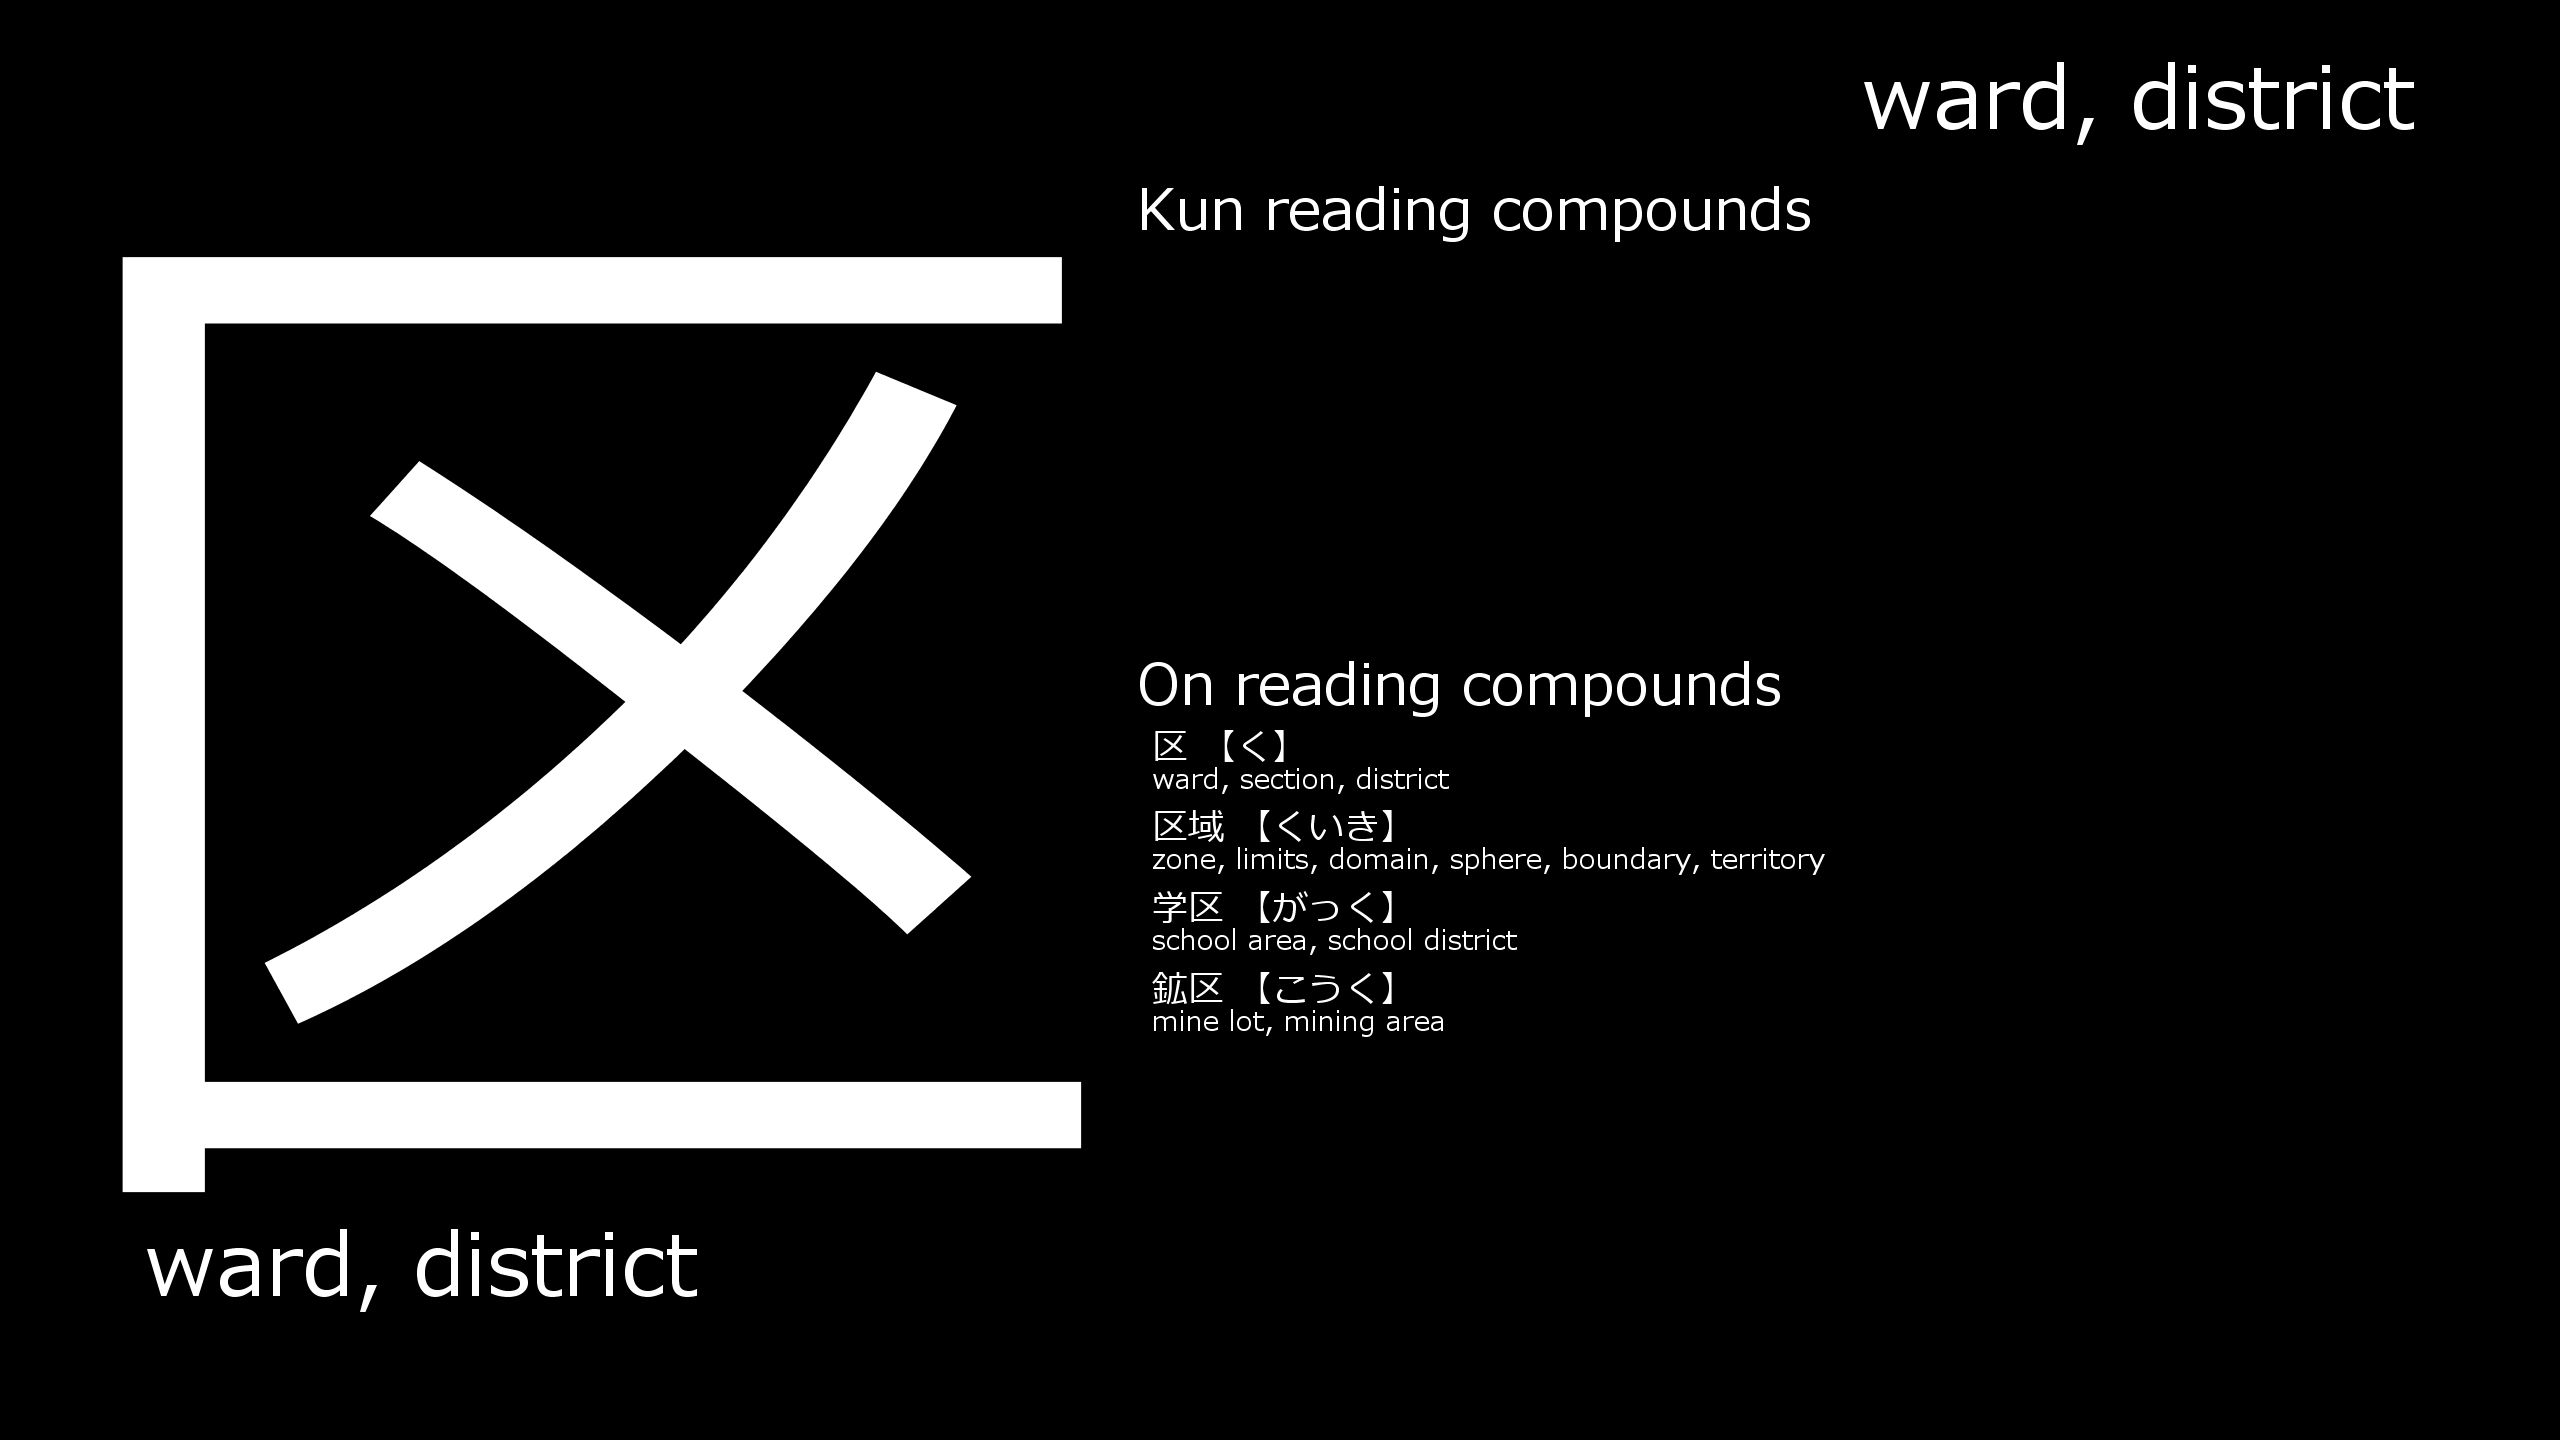 ward, district
区
ward, district
Kun reading compounds
On reading compounds
区 【く】
ward, section, district
区域 【くいき】
zone, limits, domain, sphere, boundary, territory
学区 【がっく】
school area, school district
鉱区 【こうく】
mine lot, mining area